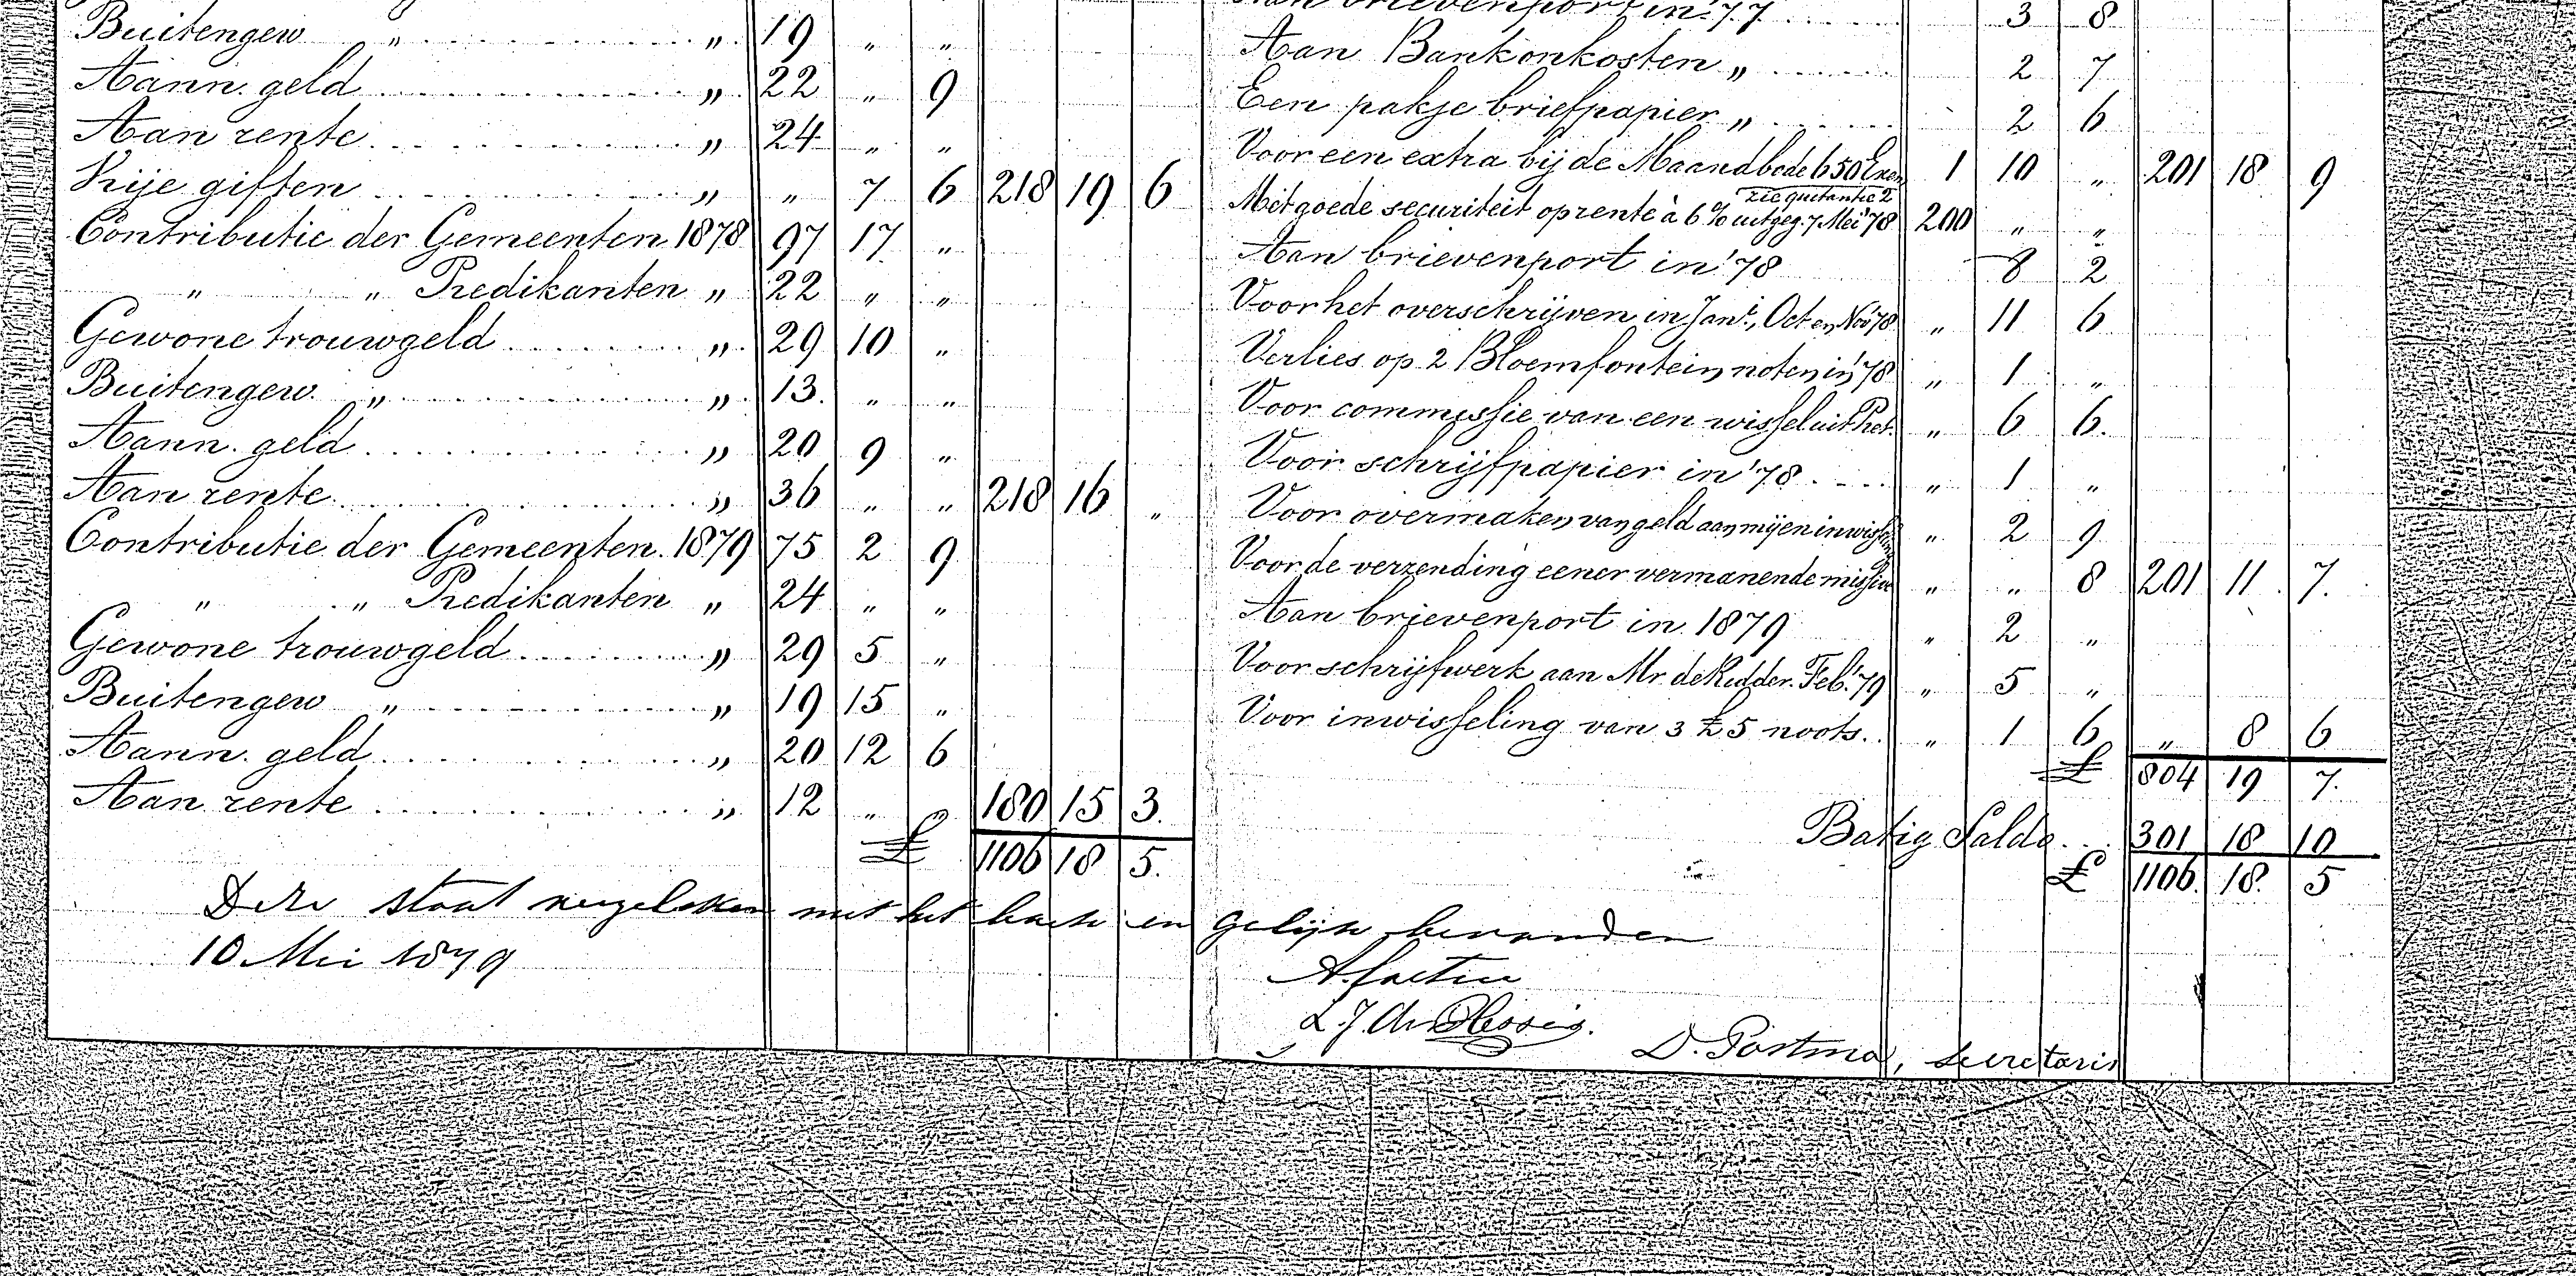 Buitengew „ „ 19 „ „
Aann. geld „ 22 „ 9
Aan rente „ 24 „ „
Vrije giften „ „ 7 6 218 19 6
Contributie der Gemeenten 1878 97 17 „
„ „ Predikanten „ 22 „ „
Gewone trouwgeld „ 29 10 „
Buitengew. „ „ 13. „ „
Aann. geld „ 20 9 „
Aan rente „ 36 „ „ 218 16 „
Contributie der Gemeenten. 1879 75 2 9
„ „ Predikanten „ 24 „ „
Gewone trouwgeld „ 29 5 „
Buitengew „ „ 19 15 „
Aann. geld „ 20 12 6
Aan rente „ 12 „ „ 180 15 3.
£ 1106 18 5.
Aan brievenport in '77 3 8
Aan Bankonkosten „ 2 7
Een pakje briefpapier „ 2 6
Voor een extra bij de Maandbode 650 Exem 1 10 „ 201 18 9
zie quitantie 2
Met goede securiteit op rente à 6% uitgeg. 7 Mei '78 200 „ „
Aan brievenport in '78 8 2
Voor het overschrijven in Jan., Oct en Nov '78 „ 11 6
Verlies op 2 Bloemfontein noten in '78 „ 1 „
Voor commissie van een wissel uit Pret. „ 6 6.
Voor schrijfpapier in '78 „ 1 „
Voor overmaken van geld aan mij en inwisseling „ 2 9
Voor de verzending eener vermanende missive „ „ 8 201 11 7.
Aan brievenport in 1879 „ 2 „
Voor schrijfwerk aan Mr de Ridder. Feb. '79 „ 5 „
Voor inwisseling van 3 £5 noots. „ 1 6 „ 8 6
£ 804 19 7.
Batig Saldo 301 18 10
£ 1106. 18. 5
Deze staat vergeleken met het boek en gelijk bevonden
10 Mei 1879
L. J. du Plessis.
D. Postma, secretaris